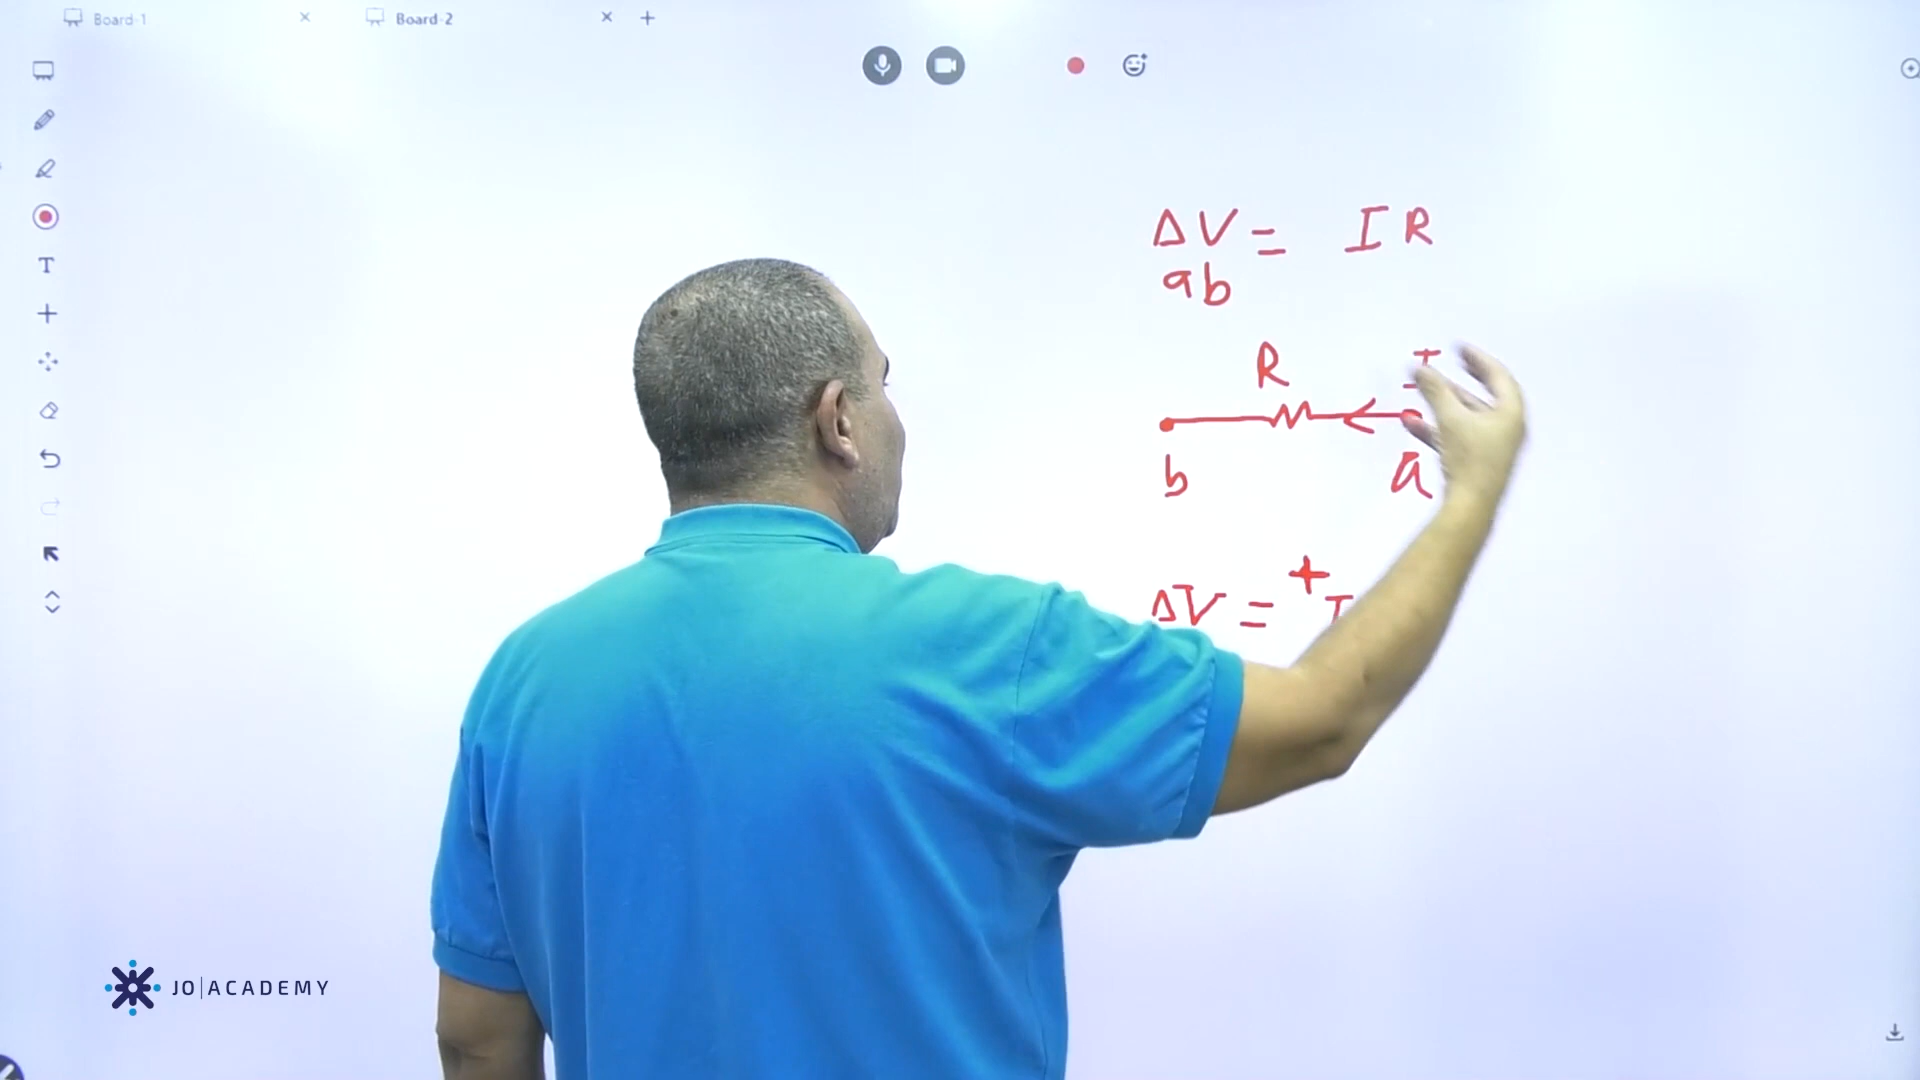 Board-1
Board-2
T
ΔV = IR
ab
R I
b a
ΔV = +I
JO|ACADEMY